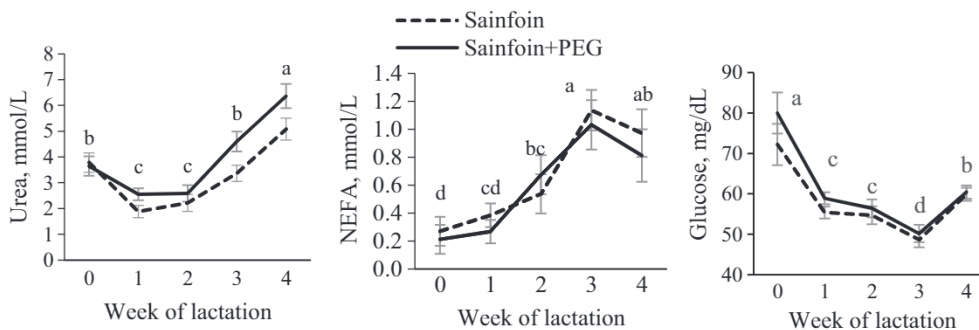 Sainfoin
Sainfoin+PEG
Urea, mmol/L
8
7
6
5
4
3
2
1
0
b
c
c
b
a
0 1 2 3 4
Week of lactation
NEFA, mmol/L
1.4
1.2
1.0
0.8
0.6
0.4
0.2
0.0
d
cd
bc
a
ab
0 1 2 3 4
Week of lactation
Glucose, mg/dL
90
80
70
60
50
40
a
c
c
d
b
0 1 2 3 4
Week of lactation